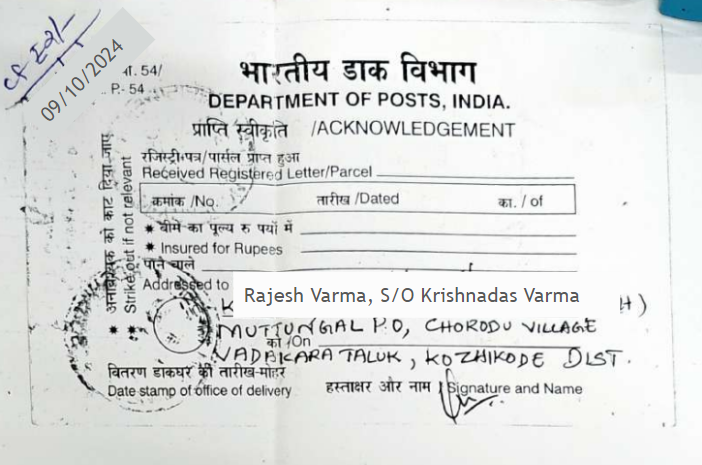 09/10/2024
.54/
P-54
भारतीय डाक विभाग
DEPARTMENT OF POSTS, INDIA.
प्राप्ति स्वीकृति /ACKNOWLEDGEMENT
रजिस्ट्री पत्र/पार्सल प्राप्त हुआ
Received Registered Letter/Parcel
क्रमांक /No. तारीख /Dated का. / of
* बीमे का मूल्य रु पयों में
* Insured for Rupees
पाने वाले
Addressed to
Rajesh Varma, S/O Krishnadas Varma
K H)
MUTTUNGAL P.O, CHORODU VILLAGE
को /On
VADAKARA TALUK, KOZHIKODE DIST.
वितरण डाकघर की तारीख-मोहर
Date stamp of office of delivery
हस्ताक्षर और नाम /Signature and Name
* अनावश्यक को काट दिया जाए
* Strike out if not relevant